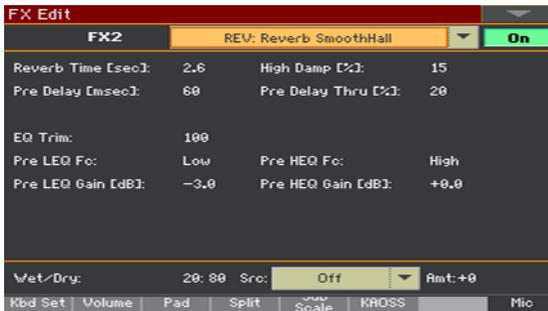 FX Edit
FX2 REV: Reverb SmoothHall On
Reverb Time [sec]: 2.6 High Damp [%]: 15
Pre Delay [msec]: 60 Pre Delay Thru [%]: 20
EQ Trim: 100
Pre LEQ Fc: Low Pre HEQ Fc: High
Pre LEQ Gain [dB]: -3.0 Pre HEQ Gain [dB]: +0.0
Wet/Dry: 20:80 Src: Off Amt:+0
Kbd Set Volume Pad Split Sub Scale KAOSS Mic